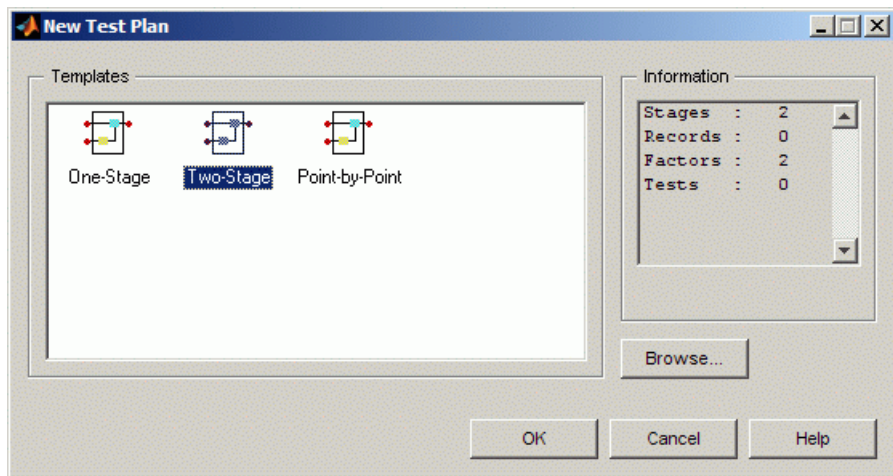 New Test Plan
Templates
One-Stage
Two-Stage
Point-by-Point
Information
Stages : 2
Records : 0
Factors : 2
Tests : 0
Browse...
OK
Cancel
Help